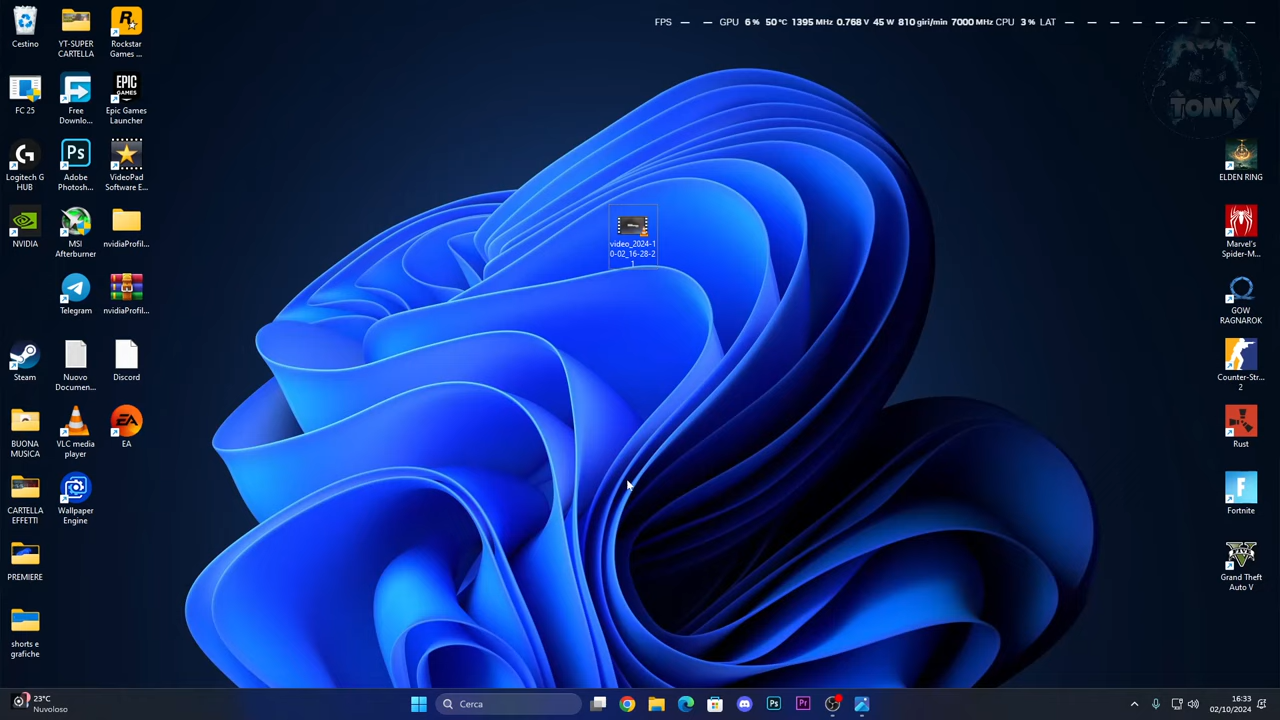 FPS — — GPU 6 % 50 °C 1395 MHz 0.768 V 45 W 810 giri/min 7000 MHz CPU 3 % LAT — — — — — — — — —
TONY
Cestino
YT-SUPER
CARTELLA
Rockstar
Games ...
FC 25
Free
Downlo...
EPIC
GAMES
Epic Games
Launcher
Logitech G
HUB
Ps
Adobe
Photosh...
VideoPad
Software E...
NVIDIA
MSI
Afterburner
nvidiaProfil...
Telegram
nvidiaProfil...
Steam
Nuovo
Documen...
Discord
BUONA
MUSICA
VLC media
player
EA
EA
CARTELLA
EFFETTI
Wallpaper
Engine
PREMIERE
shorts e
grafiche
video_2024-1
0-02_16-28-2
1
ELDEN RING
Marvel's
Spider-M...
GOW
RAGNAROK
Counter-Str...
2
Rust
Fortnite
Grand Theft
Auto V
23°C
Nuvoloso
Cerca
Ps
Pr
16:33
02/10/2024